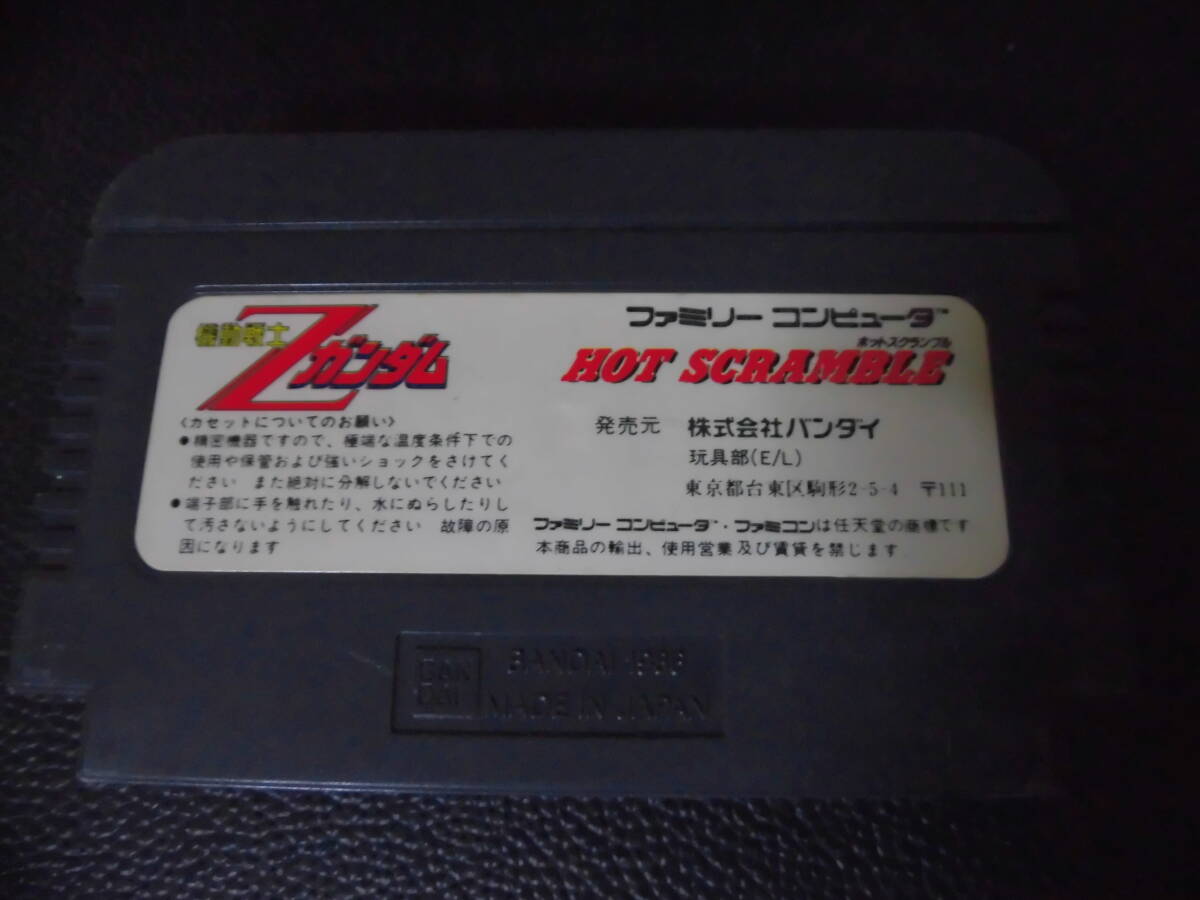 機動戦士
Zガンダム
〈カセットについてのお願い〉
●精密機器ですので、極端な温度条件下での
使用や保管および強いショックをさけてく
ださい また絶対に分解しないでください
●端子部に手を触れたり、水にぬらしたりし
て汚さないようにしてください 故障の原
因になります
ファミリー コンピュータ™
ホットスクランブル
HOT SCRAMBLE
発売元 株式会社バンダイ
玩具部(E/L)
東京都台東区駒形2-5-4 〒111
ファミリー コンピュータ™・ファミコンは任天堂の商標です
本商品の輸出、使用営業及び賃貸を禁じます
BAN
DAI
BANDAI 1986
MADE IN JAPAN